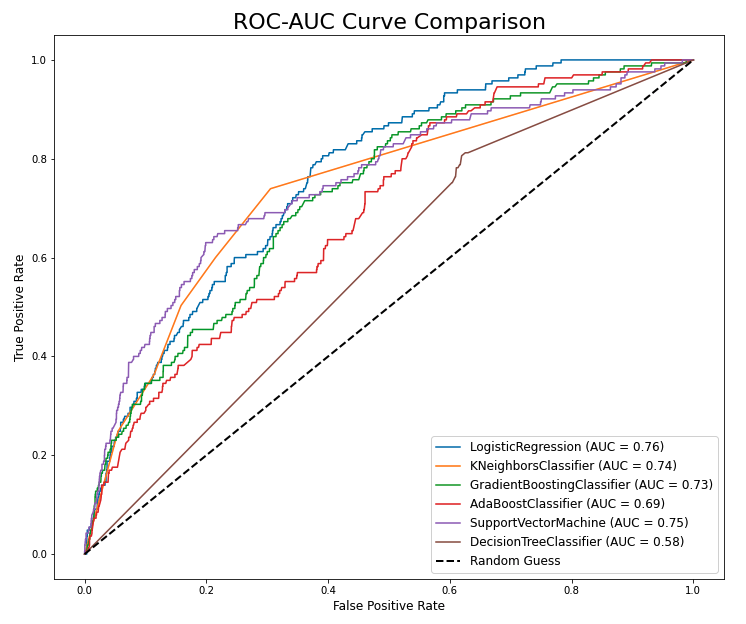 ROC-AUC Curve Comparison
True Positive Rate
1.0
0.8
0.6
0.4
0.2
0.0
LogisticRegression (AUC = 0.76)
KNeighborsClassifier (AUC = 0.74)
GradientBoostingClassifier (AUC = 0.73)
AdaBoostClassifier (AUC = 0.69)
SupportVectorMachine (AUC = 0.75)
DecisionTreeClassifier (AUC = 0.58)
Random Guess
0.0 0.2 0.4 0.6 0.8 1.0
False Positive Rate